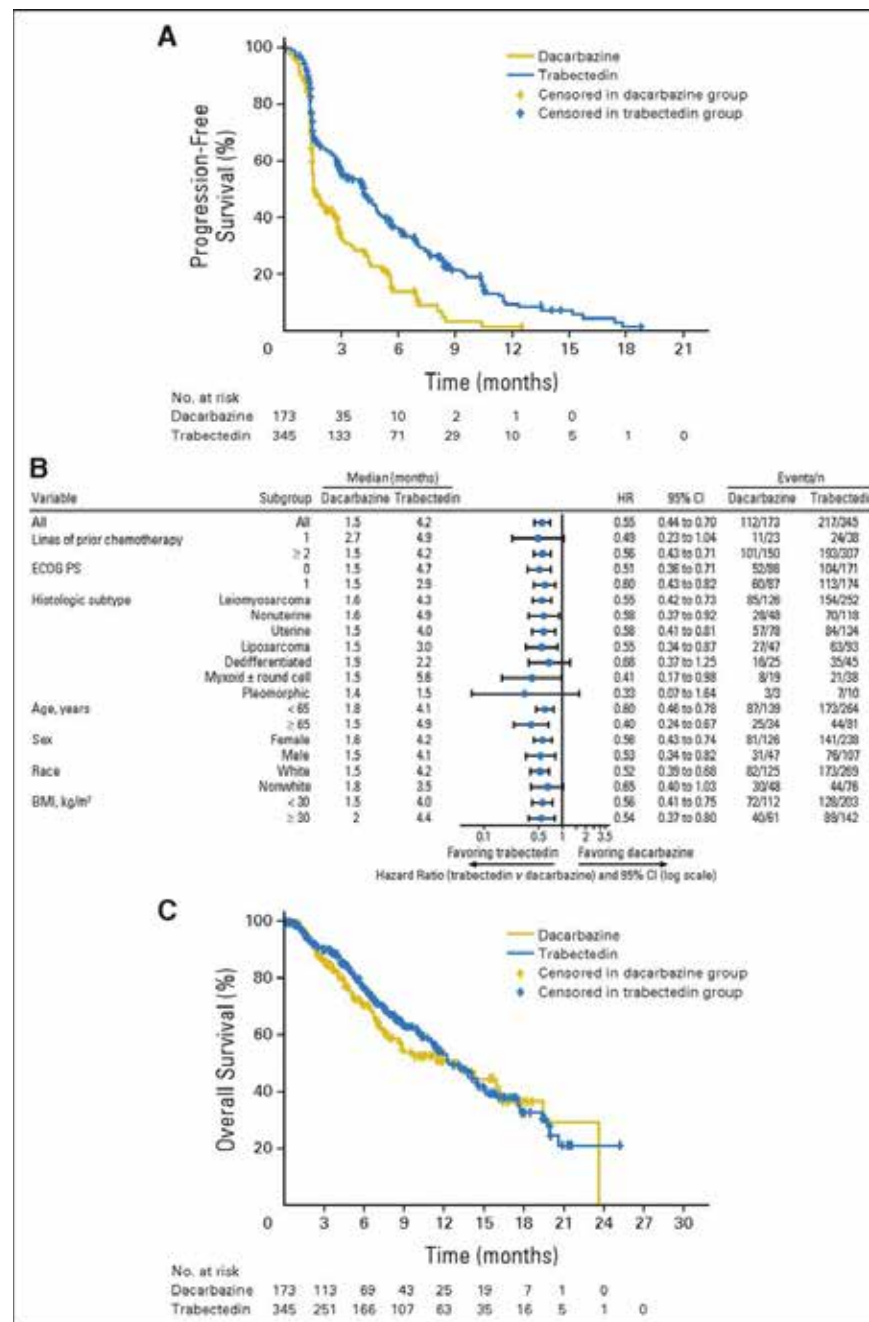 A
Dacarbazine
Trabectedin
Censored in dacarbazine group
Censored in trabectedin group
Progression-Free
Survival (%)
100
80
60
40
20
0 3 6 9 12 15 18 21
Time (months)
No. at risk
Dacarbazine 173 35 10 2 1 0
Trabectedin 345 133 71 29 10 5 1 0
B
Median (months) Events/n
Variable Subgroup Dacarbazine Trabectedin HR 95% CI Dacarbazine Trabectedin
All All 1.5 4.2 0.55 0.44 to 0.70 112/173 217/345
Lines of prior chemotherapy 1 2.7 4.9 0.49 0.23 to 1.04 11/23 24/38
≥ 2 1.5 4.2 0.56 0.43 to 0.71 101/150 193/307
ECOG PS 0 1.5 4.7 0.51 0.36 to 0.71 52/86 104/171
1 1.5 2.9 0.60 0.43 to 0.82 60/87 113/174
Histologic subtype Leiomyosarcoma 1.6 4.3 0.55 0.42 to 0.73 85/126 154/252
Nonuterine 1.6 4.9 0.58 0.37 to 0.92 28/48 70/118
Uterine 1.5 4.0 0.58 0.41 to 0.81 57/78 84/134
Liposarcoma 1.5 3.0 0.55 0.34 to 0.87 27/47 63/93
Dedifferentiated 1.9 2.2 0.68 0.37 to 1.25 16/25 35/45
Myxoid ± round cell 1.5 5.6 0.41 0.17 to 0.98 8/19 21/38
Pleomorphic 1.4 1.5 0.33 0.07 to 1.64 3/3 7/10
Age, years < 65 1.8 4.1 0.60 0.46 to 0.78 87/139 173/264
≥ 65 1.5 4.9 0.40 0.24 to 0.67 25/34 44/81
Sex Female 1.6 4.2 0.56 0.43 to 0.74 81/126 141/238
Male 1.5 4.1 0.53 0.34 to 0.82 31/47 76/107
Race White 1.5 4.2 0.52 0.39 to 0.68 82/125 173/269
Nonwhite 1.8 3.5 0.65 0.40 to 1.03 30/48 44/76
BMI, kg/m² < 30 1.5 4.0 0.56 0.41 to 0.75 72/112 128/203
≥ 30 2 4.4 0.54 0.37 to 0.80 40/61 89/142
0.1 0.5 1 2 3.5
Favoring trabectedin Favoring dacarbazine
Hazard Ratio (trabectedin v dacarbazine) and 95% CI (log scale)
C
Dacarbazine
Trabectedin
Censored in dacarbazine group
Censored in trabectedin group
Overall Survival (%)
100
80
60
40
20
0 3 6 9 12 15 18 21 24 27 30
Time (months)
No. at risk
Dacarbazine 173 113 69 43 25 19 7 1 0
Trabectedin 345 251 166 107 63 35 16 5 1 0